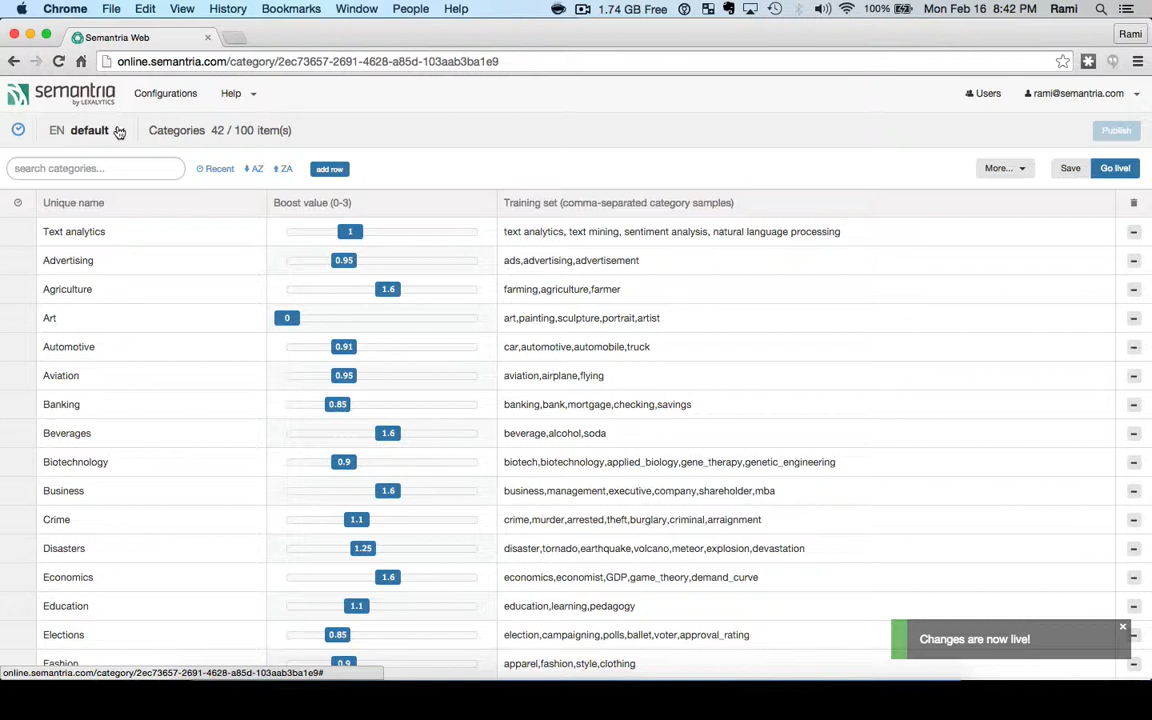 Chrome File Edit View History Bookmarks Window People Help 1.74 GB Free 100% Mon Feb 16 8:42 PM Rami
Semantria Web Rami
online.semantria.com/category/2ec73657-2691-4628-a85d-103aab3ba1e9
semantria Configurations Help Users rami@semantria.com
by LEXALYTICS
EN default Categories 42 / 100 item(s) Publish
search categories... Recent AZ ZA add row More... Save Go live!
Unique name Boost value (0-3) Training set (comma-separated category samples)
Text analytics 1 text analytics, text mining, sentiment analysis, natural language processing
Advertising 0.95 ads,advertising,advertisement
Agriculture 1.6 farming,agriculture,farmer
Art 0 art,painting,sculpture,portrait,artist
Automotive 0.91 car,automotive,automobile,truck
Aviation 0.95 aviation,airplane,flying
Banking 0.85 banking,bank,mortgage,checking,savings
Beverages 1.6 beverage,alcohol,soda
Biotechnology 0.9 biotech,biotechnology,applied_biology,gene_therapy,genetic_engineering
Business 1.6 business,management,executive,company,shareholder,mba
Crime 1.1 crime,murder,arrested,theft,burglary,criminal,arraignment
Disasters 1.25 disaster,tornado,earthquake,volcano,meteor,explosion,devastation
Economics 1.6 economics,economist,GDP,game_theory,demand_curve
Education 1.1 education,learning,pedagogy
Elections 0.85 election,campaigning,polls,ballet,voter,approval_rating
Changes are now live!
Fashion 0.9 apparel,fashion,style,clothing
online.semantria.com/category/2ec73657-2691-4628-a85d-103aab3ba1e9#